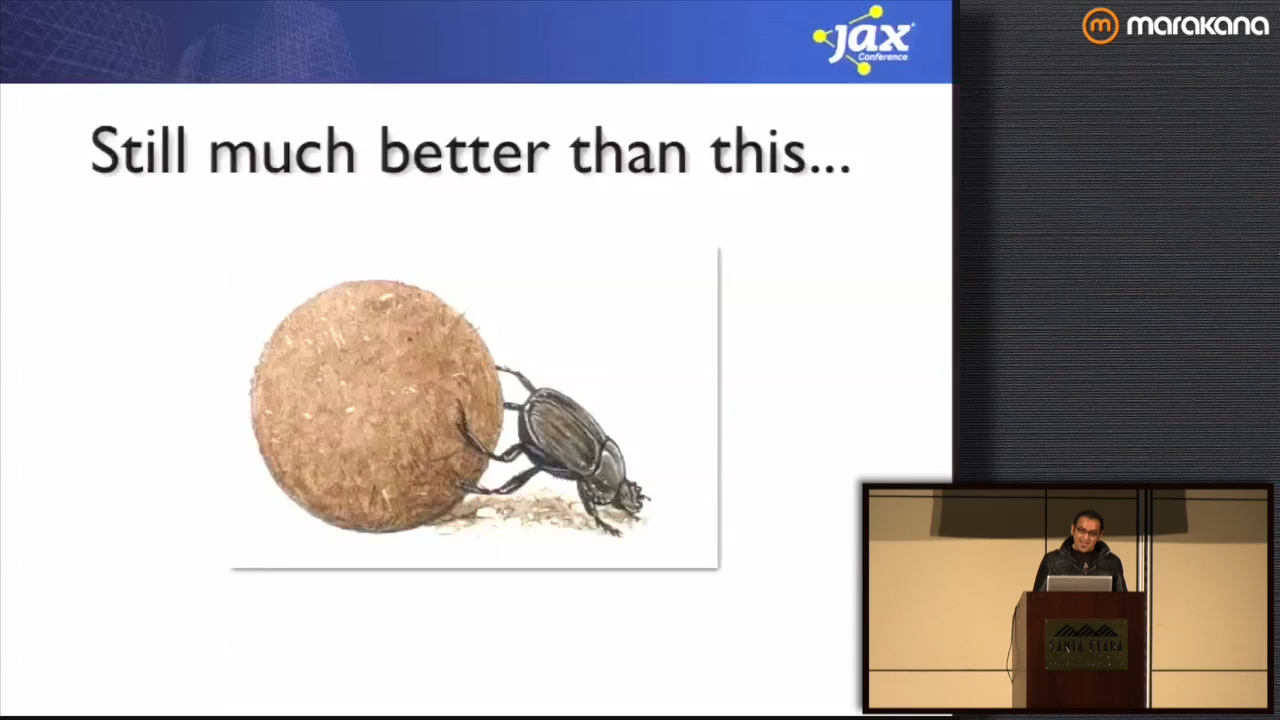 jax
Conference
m marakana
Still much better than this...
SANTA CLARA